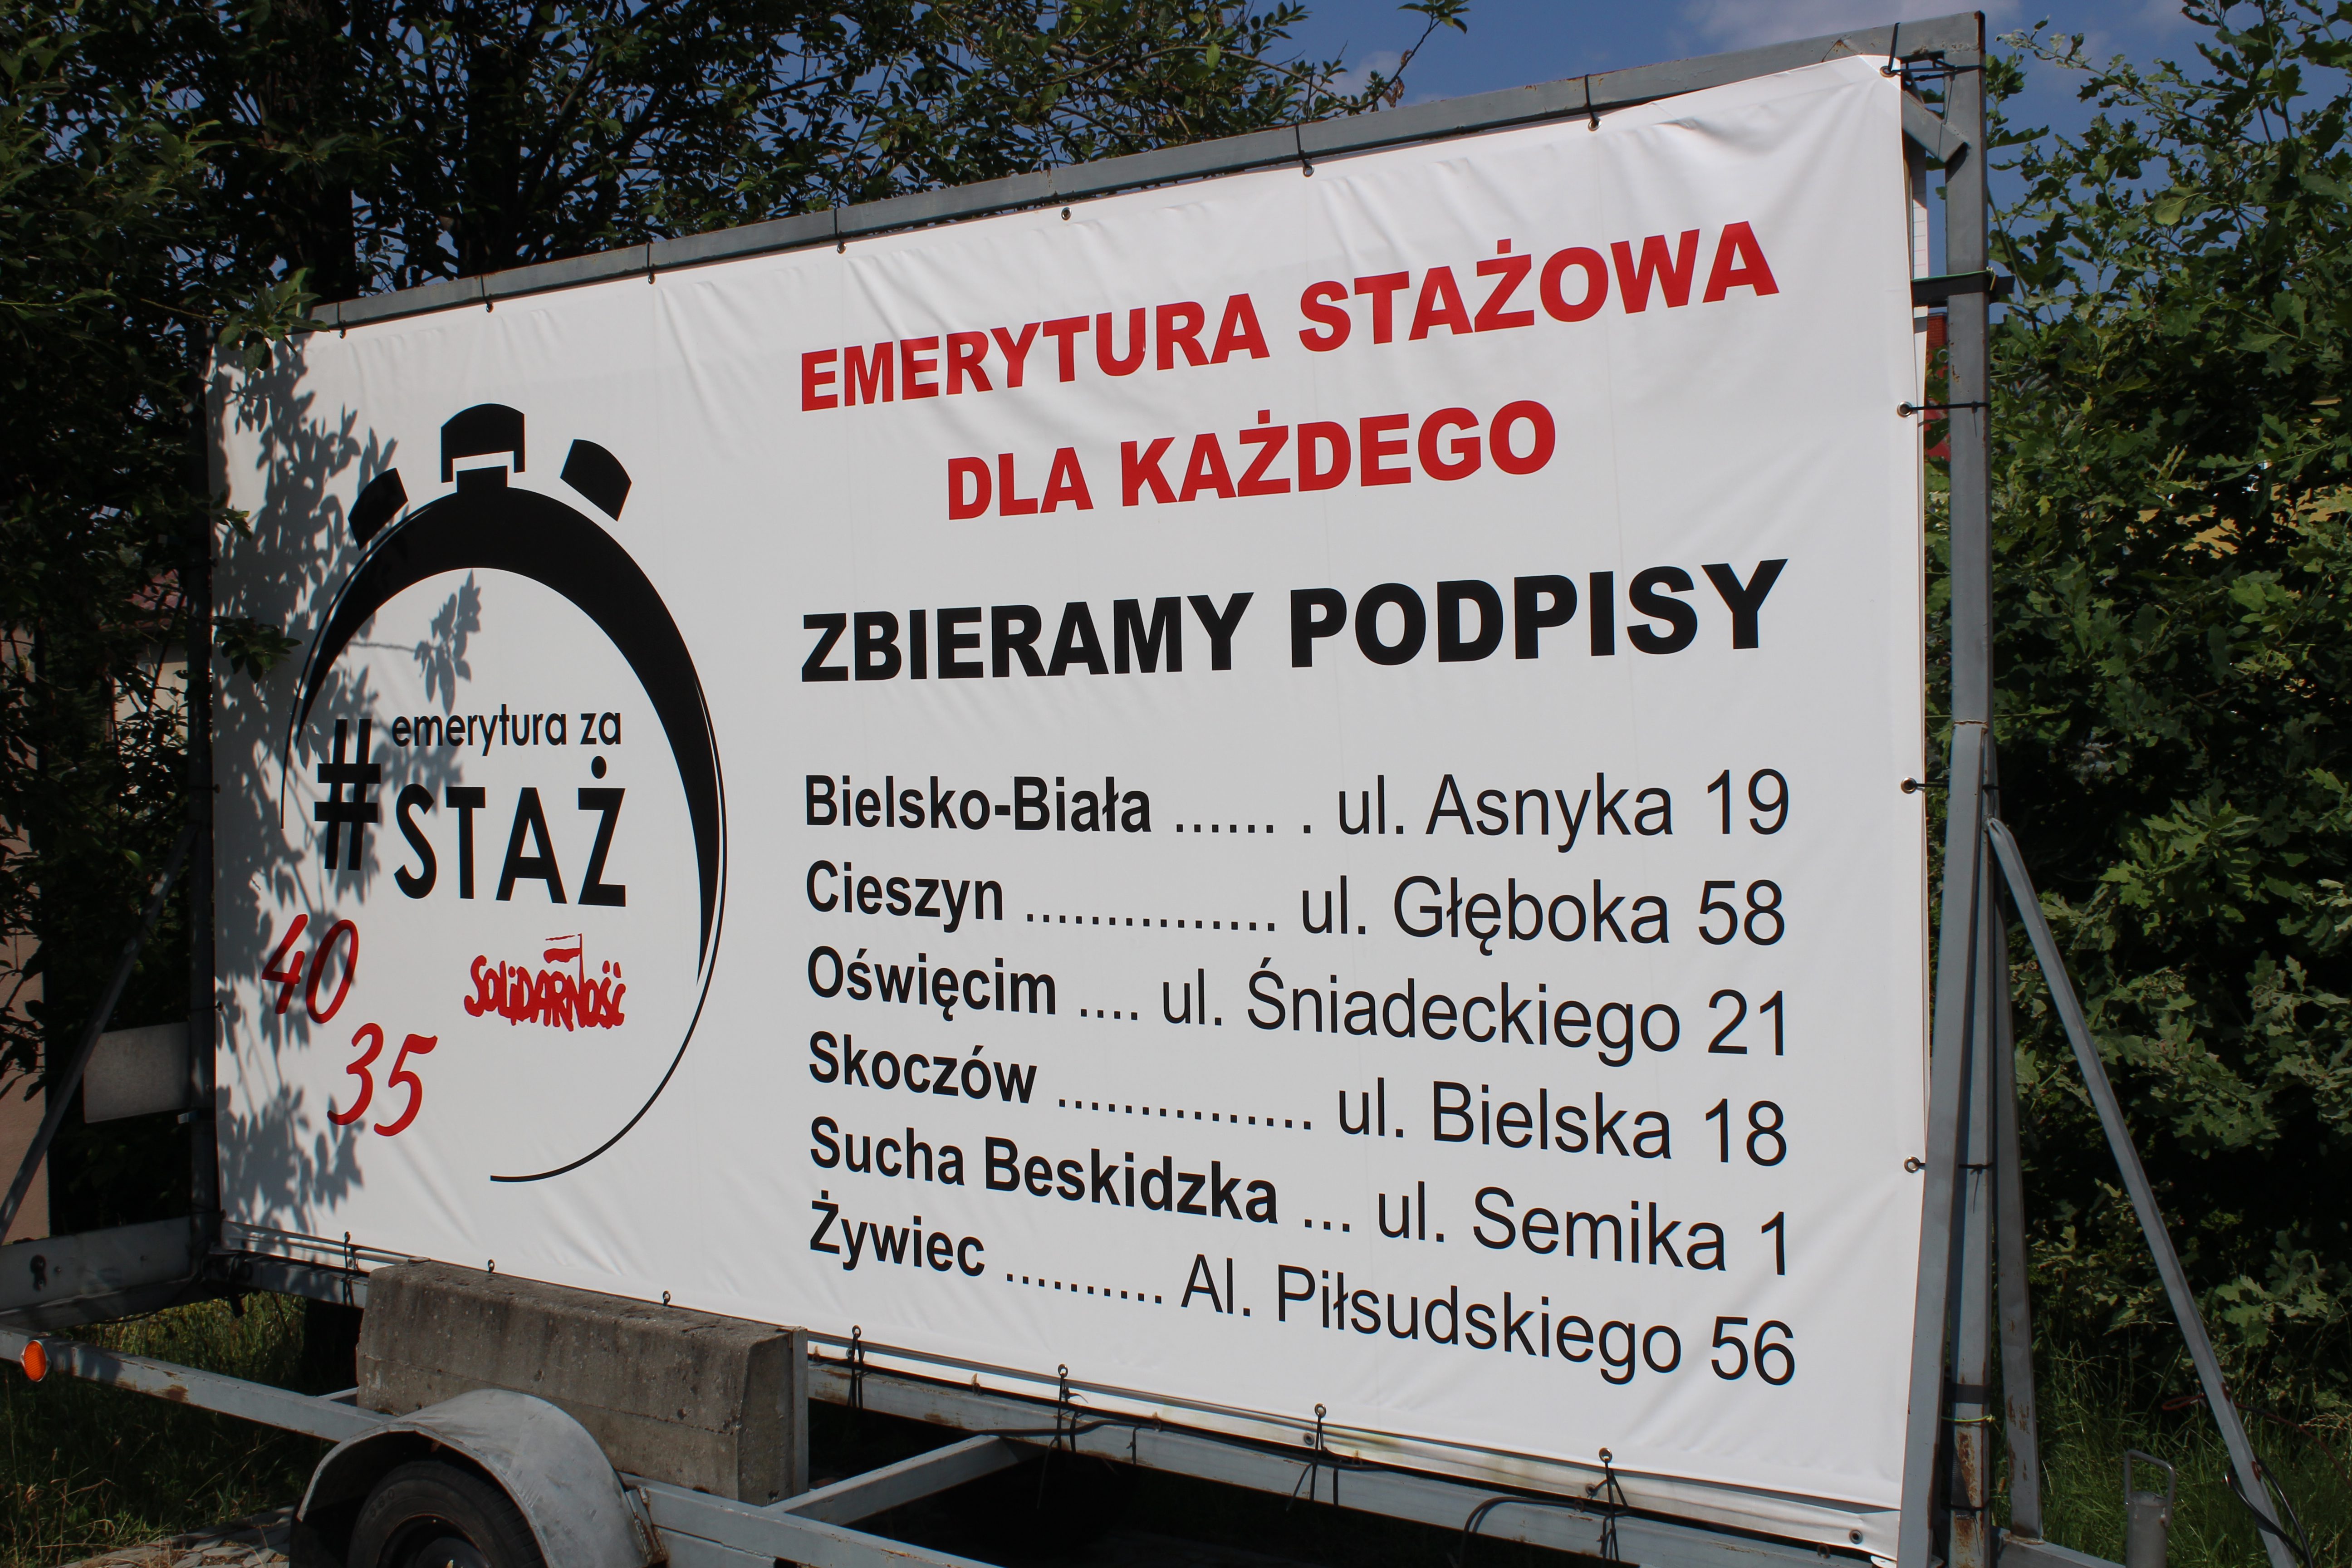 EMERYTURA STAŻOWA
DLA KAŻDEGO
ZBIERAMY PODPISY
Bielsko-Biała ...... . ul. Asnyka 19
Cieszyn ................ ul. Głęboka 58
Oświęcim .... ul. Śniadeckiego 21
Skoczów ................ ul. Bielska 18
Sucha Beskidzka ... ul. Semika 1
Żywiec .......... Al. Piłsudskiego 56
emerytura za
#STAŻ
40
35
SOLiDARNOŚĆ